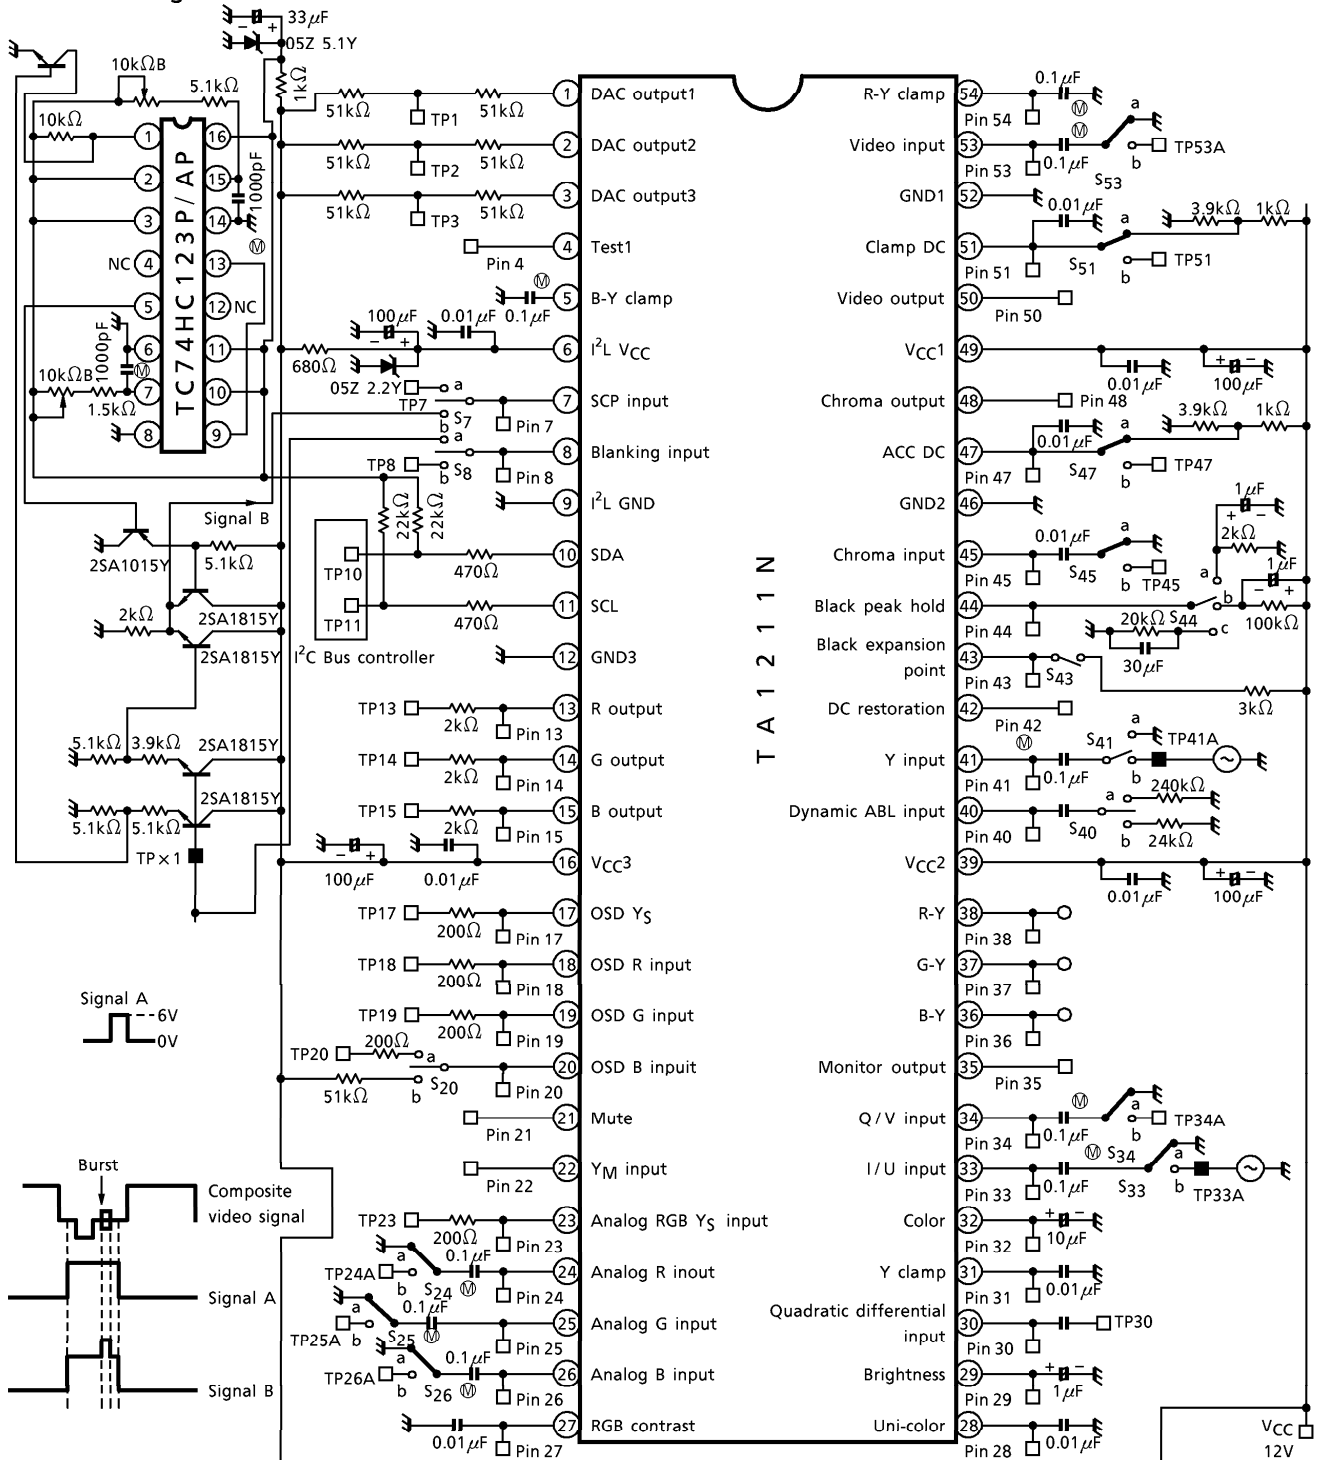 33μF
05Z 5.1Y
1kΩ
10kΩB
5.1kΩ
10kΩ
1000pF
TC74HC123P/AP
1
2
3
NC 4
5
6
7
8
16
15
14
13
12 NC
11
10
9
Ⓜ
1000pF
Ⓜ
10kΩB
1.5kΩ
Signal B
2SA1015Y
5.1kΩ
2kΩ
2SA1815Y
2SA1815Y
5.1kΩ
3.9kΩ
2SA1815Y
5.1kΩ
5.1kΩ
2SA1815Y
TP×1
51kΩ
TP1
51kΩ
51kΩ
TP2
51kΩ
51kΩ
TP3
51kΩ
Pin 4
Ⓜ
0.1μF
100μF
0.01μF
680Ω
05Z 2.2Y
TP7
a
b
S7
Pin 7
a
TP8
b
S8
Pin 8
22kΩ
22kΩ
TP10
470Ω
TP11
470Ω
I²C Bus controller
TP13
2kΩ
Pin 13
TP14
2kΩ
Pin 14
TP15
2kΩ
Pin 15
100μF
0.01μF
TP17
200Ω
Pin 17
TP18
200Ω
Pin 18
TP19
200Ω
Pin 19
TP20
200Ω
a
51kΩ
b
S20
Pin 20
Pin 21
Pin 22
TP23
200Ω
Pin 23
TP24A
a
b
S24
0.1μF
Ⓜ
Pin 24
TP25A
a
b
S25
0.1μF
Ⓜ
Pin 25
TP26A
a
b
S26
0.1μF
Ⓜ
Pin 26
0.01μF
Pin 27
TA1211N
1 DAC output1
2 DAC output2
3 DAC output3
4 Test1
5 B-Y clamp
6 I²L VCC
7 SCP input
8 Blanking input
9 I²L GND
10 SDA
11 SCL
12 GND3
13 R output
14 G output
15 B output
16 VCC3
17 OSD YS
18 OSD R input
19 OSD G input
20 OSD B inpuit
21 Mute
22 YM input
23 Analog RGB YS input
24 Analog R inout
25 Analog G input
26 Analog B input
27 RGB contrast
R-Y clamp 54
Video input 53
GND1 52
Clamp DC 51
Video output 50
VCC1 49
Chroma output 48
ACC DC 47
GND2 46
Chroma input 45
Black peak hold 44
Black expansion
point 43
DC restoration 42
Y input 41
Dynamic ABL input 40
VCC2 39
R-Y 38
G-Y 37
B-Y 36
Monitor output 35
Q/V input 34
I/U input 33
Color 32
Y clamp 31
Quadratic differential
input 30
Brightness 29
Uni-color 28
0.1μF
Ⓜ
Pin 54
Ⓜ
0.1μF
Pin 53
a
b
TP53A
S53
0.01μF
3.9kΩ
1kΩ
a
Pin 51
S51
b
TP51
Pin 50
0.01μF
100μF
Pin 48
3.9kΩ
1kΩ
0.01μF
a
Pin 47
S47
b
TP47
1μF
2kΩ
0.01μF
a
Pin 45
S45
b
TP45
a
1μF
b
S44
Pin 44
20kΩ
c
100kΩ
30μF
Pin 43
S43
3kΩ
Pin 42
Ⓜ
S41
a
TP41A
Pin 41
0.1μF
b
240kΩ
a
Pin 40
S40
b
24kΩ
0.01μF
100μF
Pin 38
Pin 37
Pin 36
Pin 35
Ⓜ
a
Pin 34
0.1μF
b
TP34A
Ⓜ
S34
a
Pin 33
0.1μF
S33
b
TP33A
Pin 32
10μF
Pin 31
0.01μF
Pin 30
TP30
Pin 29
1μF
Pin 28
0.01μF
VCC
12V
Signal A
6V
0V
Burst
Composite
video signal
Signal A
Signal B